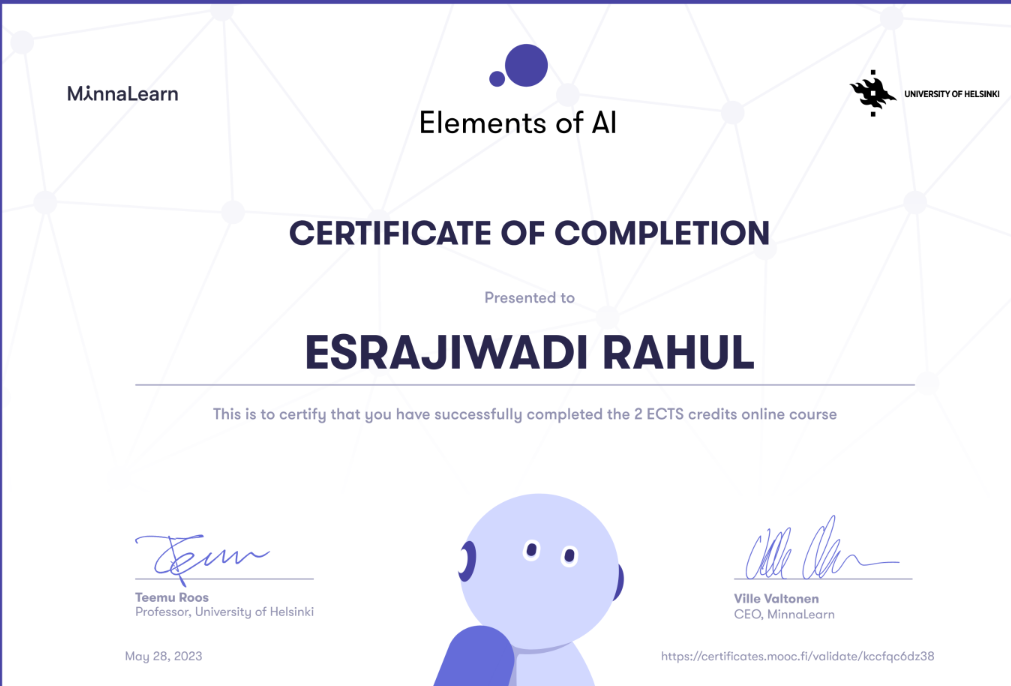 MinnaLearn
Elements of AI
UNIVERSITY OF HELSINKI
CERTIFICATE OF COMPLETION
Presented to
ESRAJIWADI RAHUL
This is to certify that you have successfully completed the 2 ECTS credits online course
Teemu Roos
Professor, University of Helsinki
Ville Valtonen
CEO, MinnaLearn
May 28, 2023
https://certificates.mooc.fi/validate/kccfqc6dz38